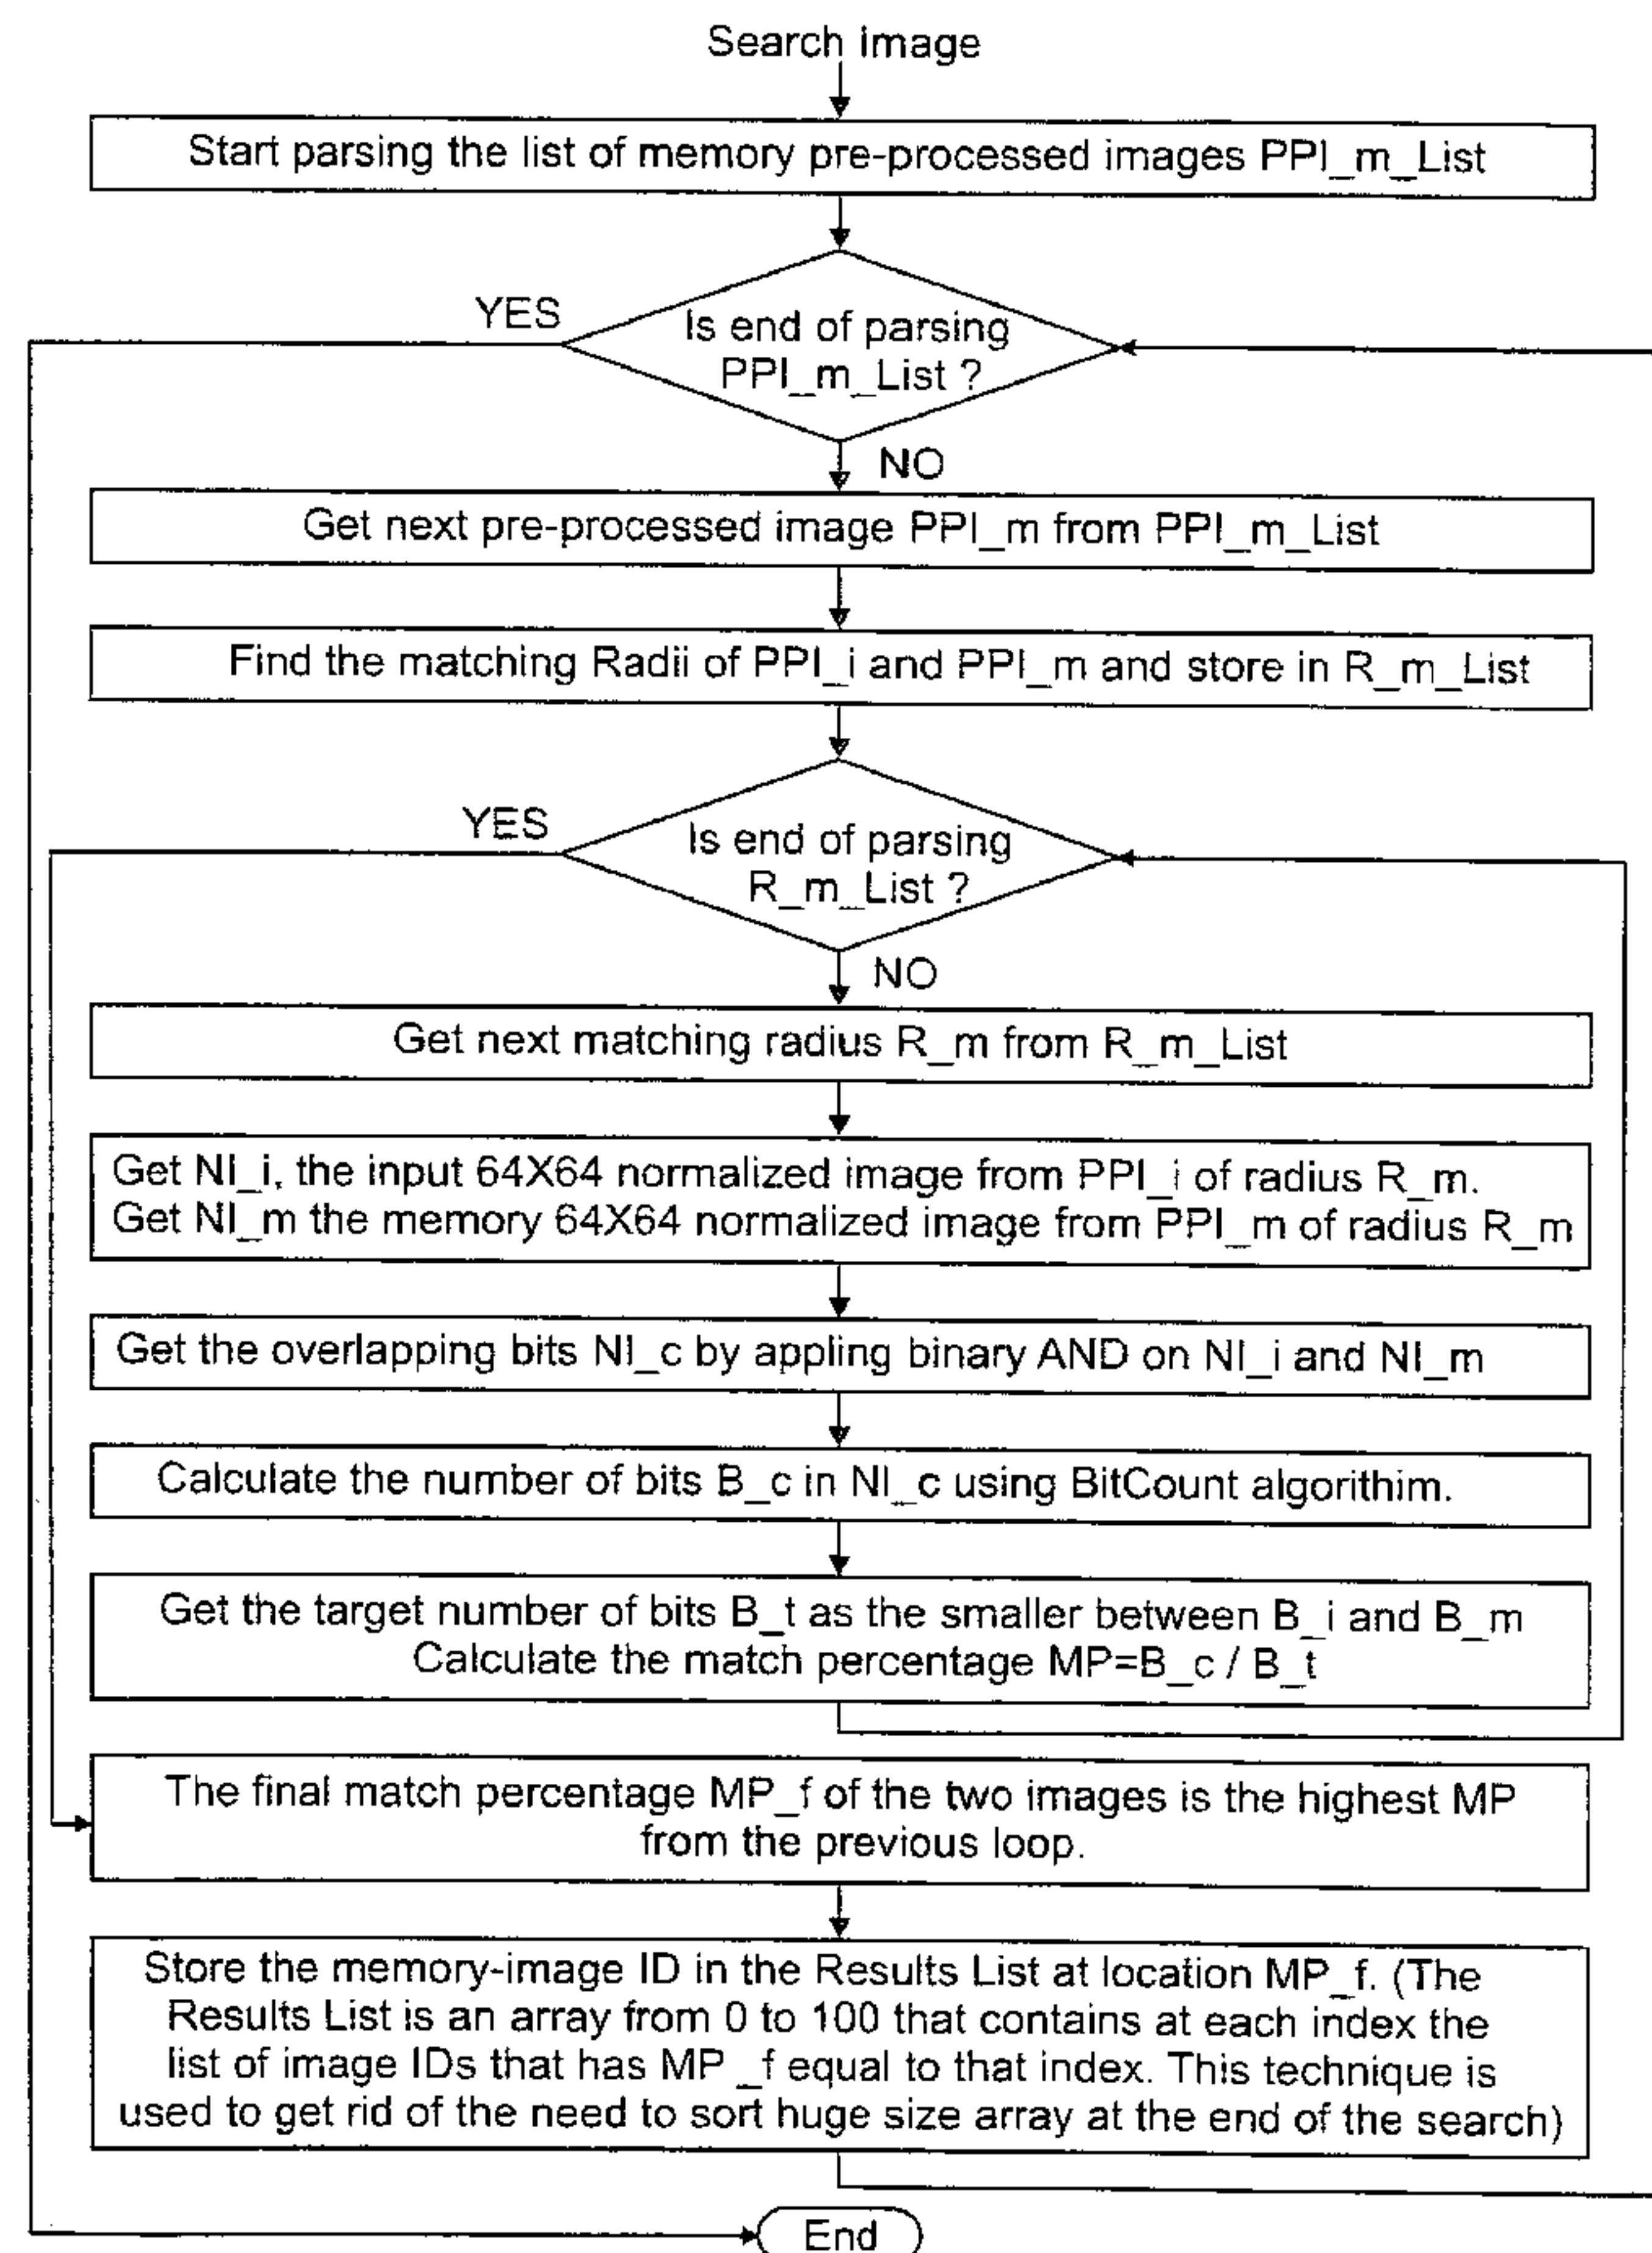 Search Image
Start parsing the list of memory pre-processed images PPI_m_List
YES
Is end of parsing
PPI_m_List ?
NO
Get next pre-processed image PPI_m from PPI_m_List
Find the matching Radii of PPI_i and PPI_m and store in R_m_List
YES
Is end of parsing
R_m_List ?
NO
Get next matching radius R_m from R_m_List
Get NI_i, the input 64X64 normalized image from PPI_i of radius R_m.
Get NI_m the memory 64X64 normalized image from PPI_m of radius R_m
Get the overlapping bits NI_c by appling binary AND on NI_i and NI_m
Calculate the number of bits B_c in NI_c using BitCount algorithim.
Get the target number of bits B_t as the smaller between B_i and B_m
Calculate the match percentage MP=B_c / B_t
The final match percentage MP_f of the two images is the highest MP
from the previous loop.
Store the memory-image ID in the Results List at location MP_f. (The
Results List is an array from 0 to 100 that contains at each index the
list of image IDs that has MP _f equal to that index. This technique is
used to get rid of the need to sort huge size array at the end of the search)
End